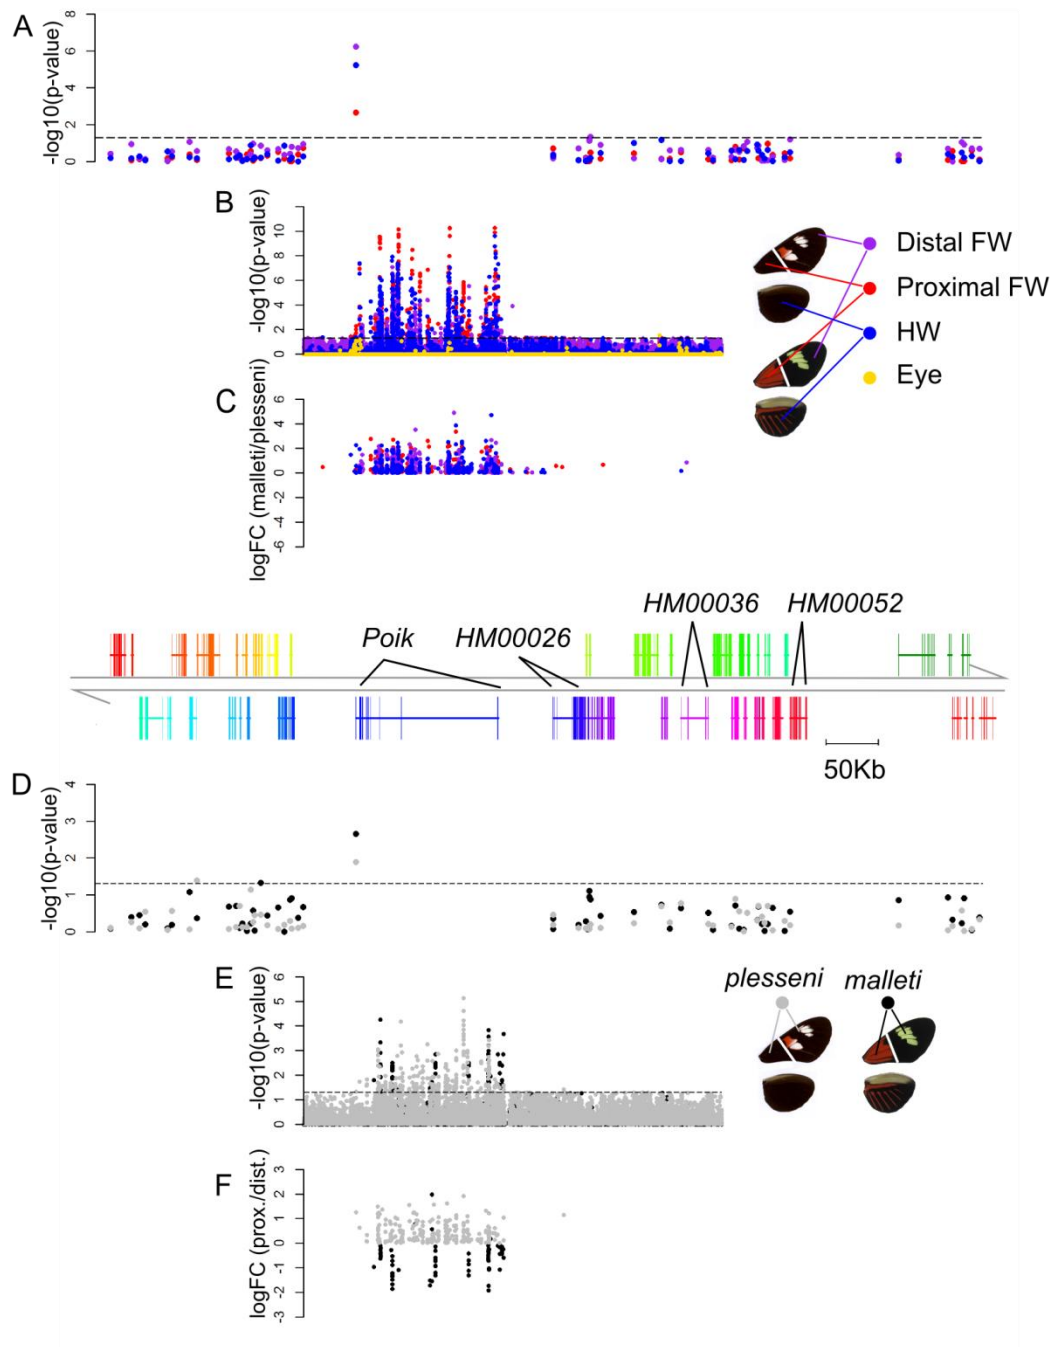 A
-log10(p-value)
8
6
4
2
0
B
-log10(p-value)
10
8
6
4
2
0
Distal FW
Proximal FW
HW
Eye
C
logFC (malleti/plesseni)
6
4
2
0
-2
-4
-6
HM00036
HM00052
Poik
HM00026
50Kb
D
-log10(p-value)
4
3
2
1
0
E
-log10(p-value)
6
5
4
3
2
1
0
plesseni
malleti
F
logFC (prox./dist.)
3
2
1
0
-1
-2
-3